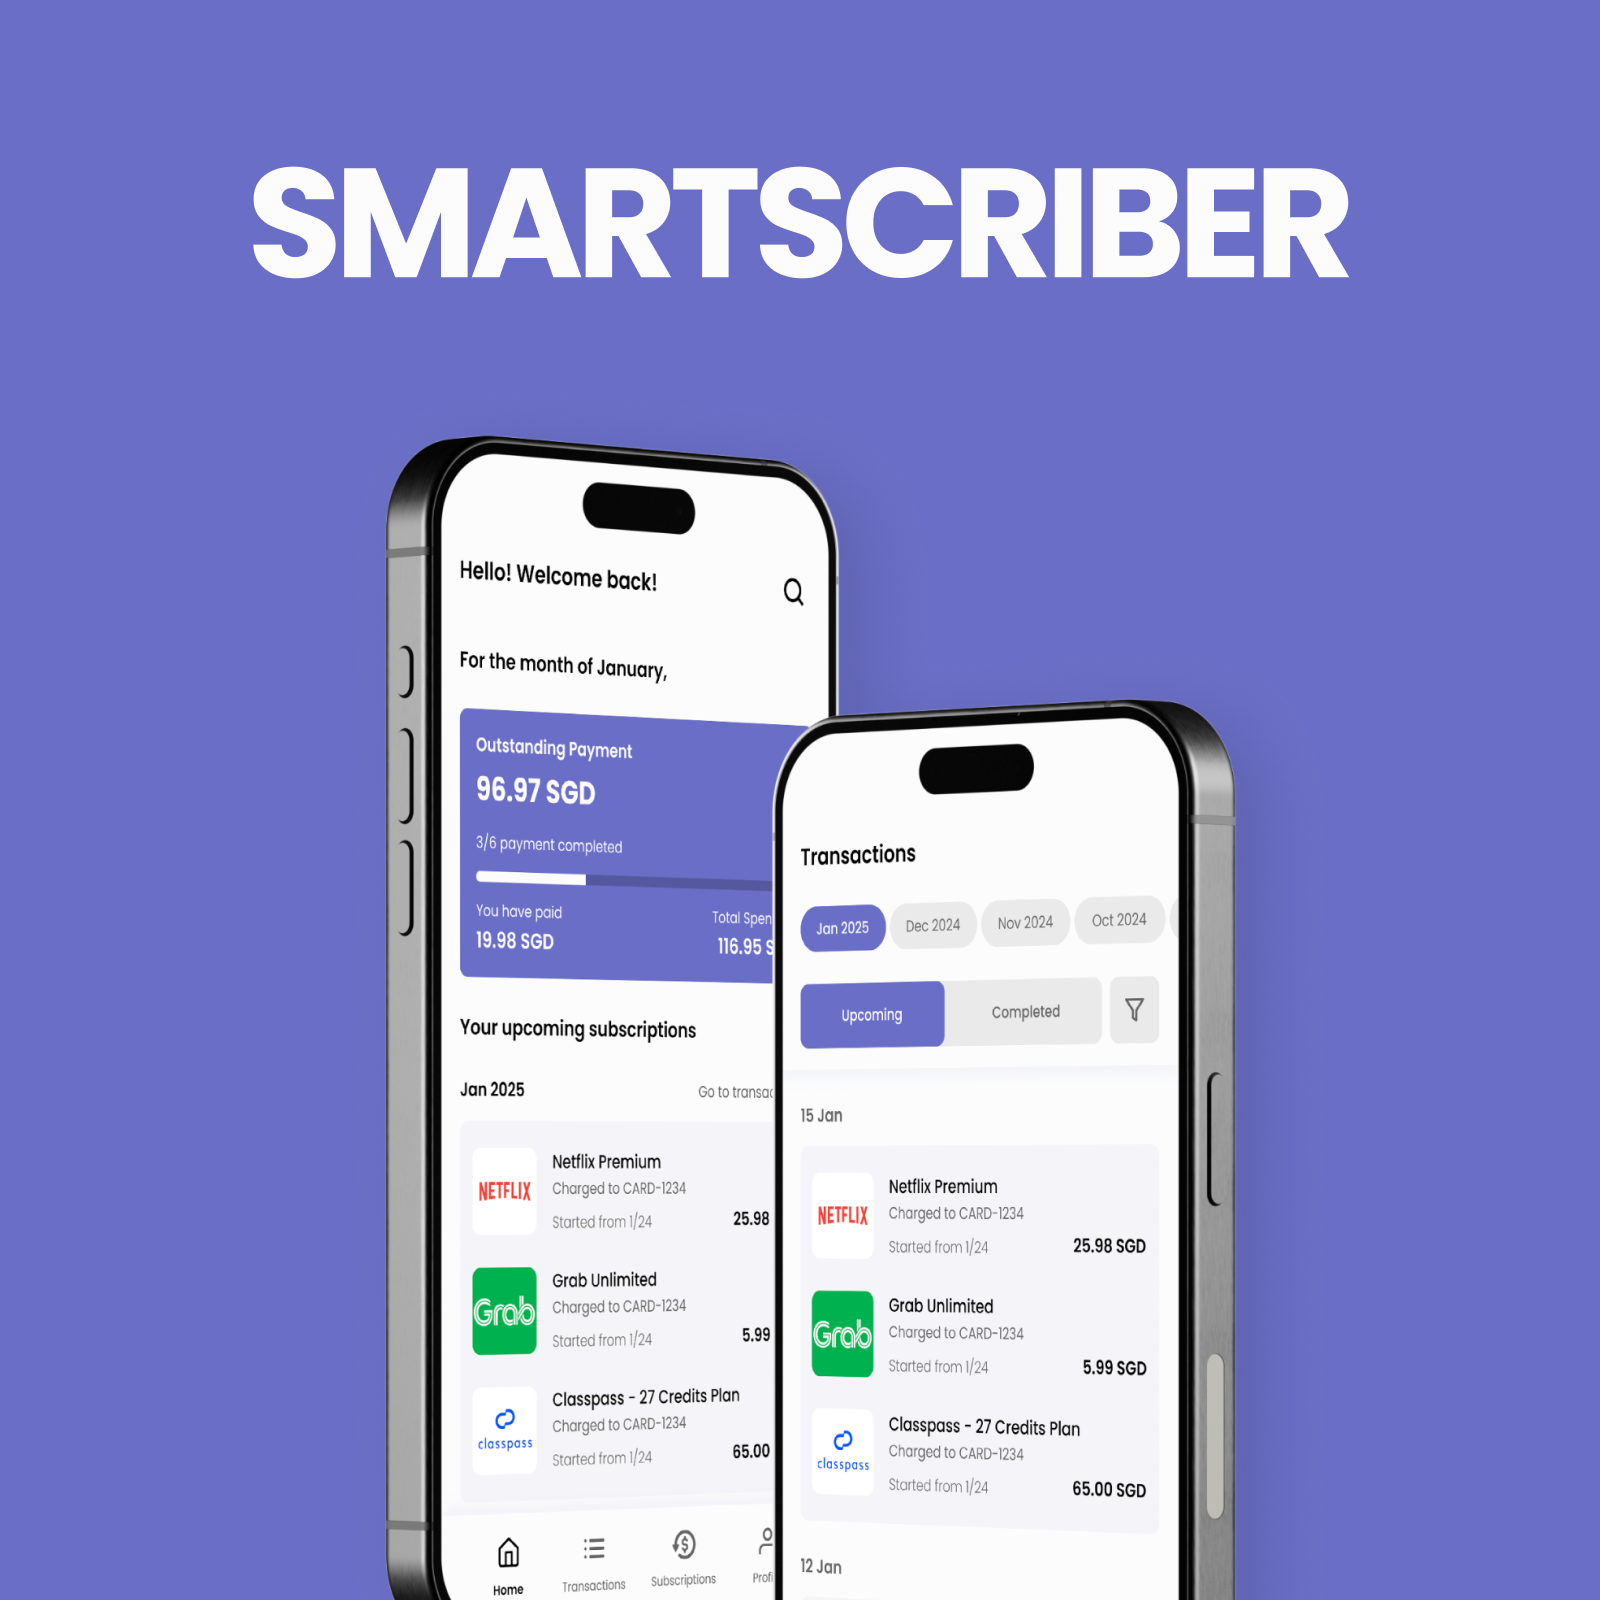 SMARTSCRIBER
Hello! Welcome back!
For the month of January,
Outstanding Payment
96.97 SGD
3/6 payment completed
You have paid
19.98 SGD
Total
116.95
Your upcoming subscriptions
Jan 2025
Go to
NETFLIX
Netflix Premium
Charged to CARD-1234
Started from 1/24
25.98
Grab
Grab Unlimited
Charged to CARD-1234
Started from 1/24
5.99
classpass
Classpass - 27 Credits Plan
Charged to CARD-1234
Started from 1/24
65.00
Home
Transactions
Subscriptions
Transactions
Jan 2025
Dec 2024
Nov 2024
Oct 2024
Upcoming
Completed
15 Jan
NETFLIX
Netflix Premium
Charged to CARD-1234
Started from 1/24
25.98 SGD
Grab
Grab Unlimited
Charged to CARD-1234
Started from 1/24
5.99 SGD
classpass
Classpass - 27 Credits Plan
Charged to CARD-1234
Started from 1/24
65.00 SGD
12 Jan